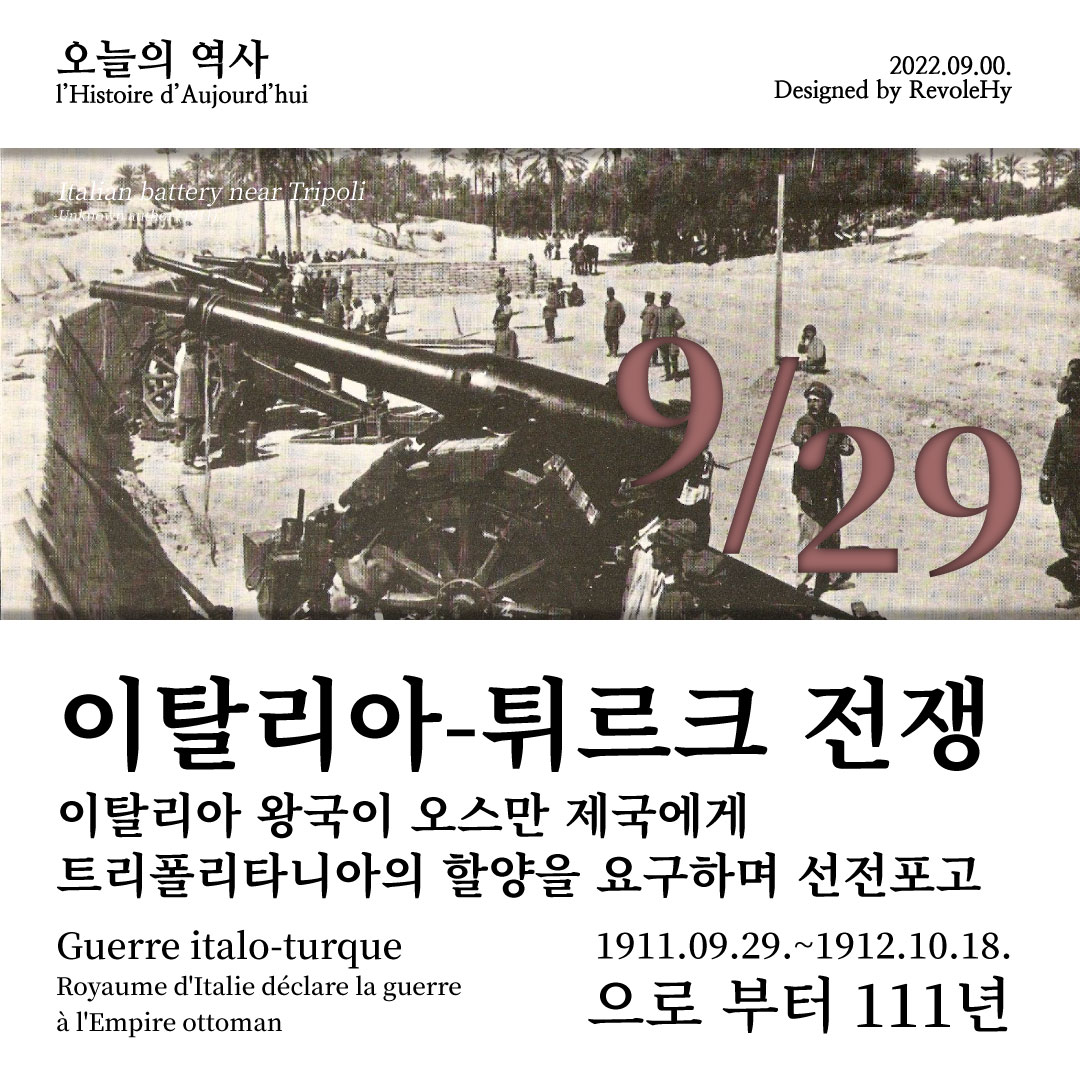 오늘의 역사
l’Histoire d’Aujourd’hui
2022.09.00.
Designed by RevoleHy
Italian battery near Tripoli
9/29
이탈리아-튀르크 전쟁
이탈리아 왕국이 오스만 제국에게
트리폴리타니아의 할양을 요구하며 선전포고
Guerre italo-turque
Royaume d'Italie déclare la guerre
à l'Empire ottoman
1911.09.29.~1912.10.18.
으로 부터 111년